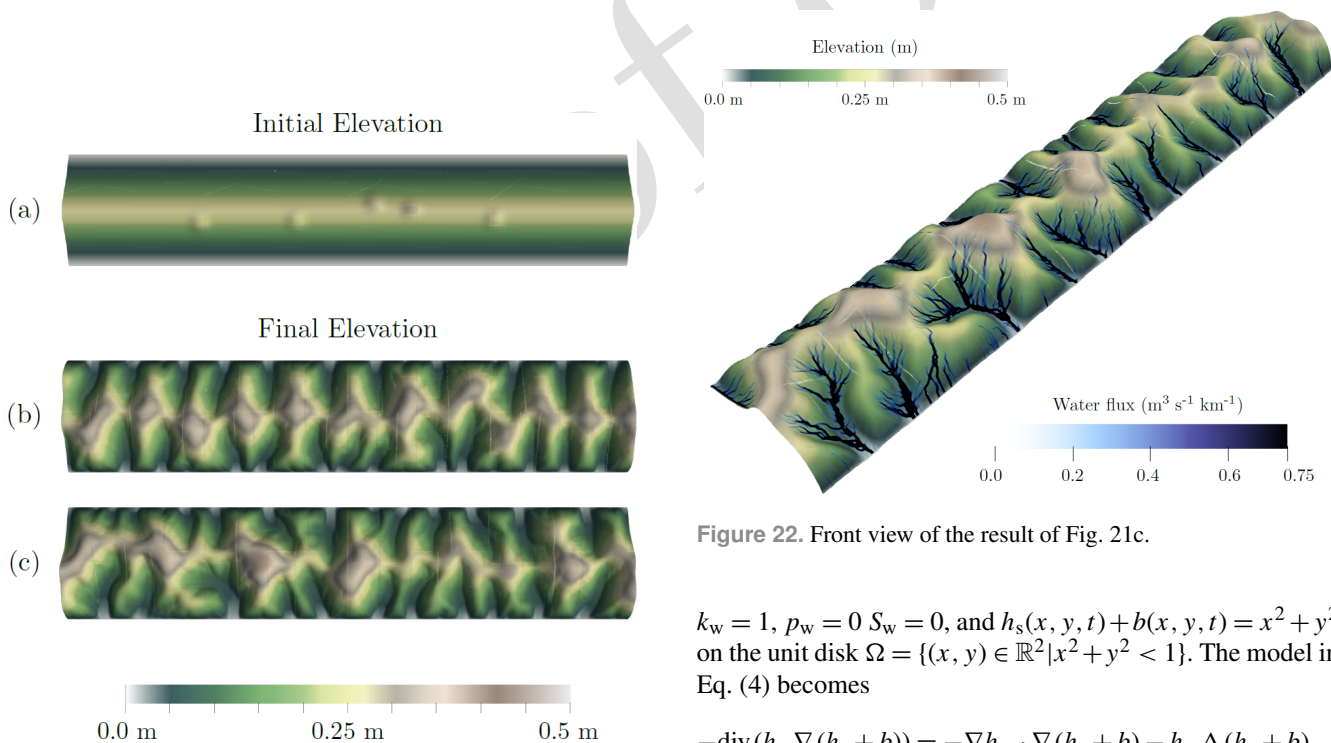 Initial Elevation
(a)
Final Elevation
(b)
(c)
0.0 m 0.25 m 0.5 m
Elevation (m)
0.0 m 0.25 m 0.5 m
Water flux (m³ s⁻¹ km⁻¹)
0.0 0.2 0.4 0.6 0.75
Figure 22. Front view of the result of Fig. 21c.
k_w = 1, p_w = 0 S_w = 0, and h_s(x, y, t) + b(x, y, t) = x² + y²
on the unit disk Ω = {(x, y) ∈ ℝ²|x² + y² < 1}. The model in
Eq. (4) becomes